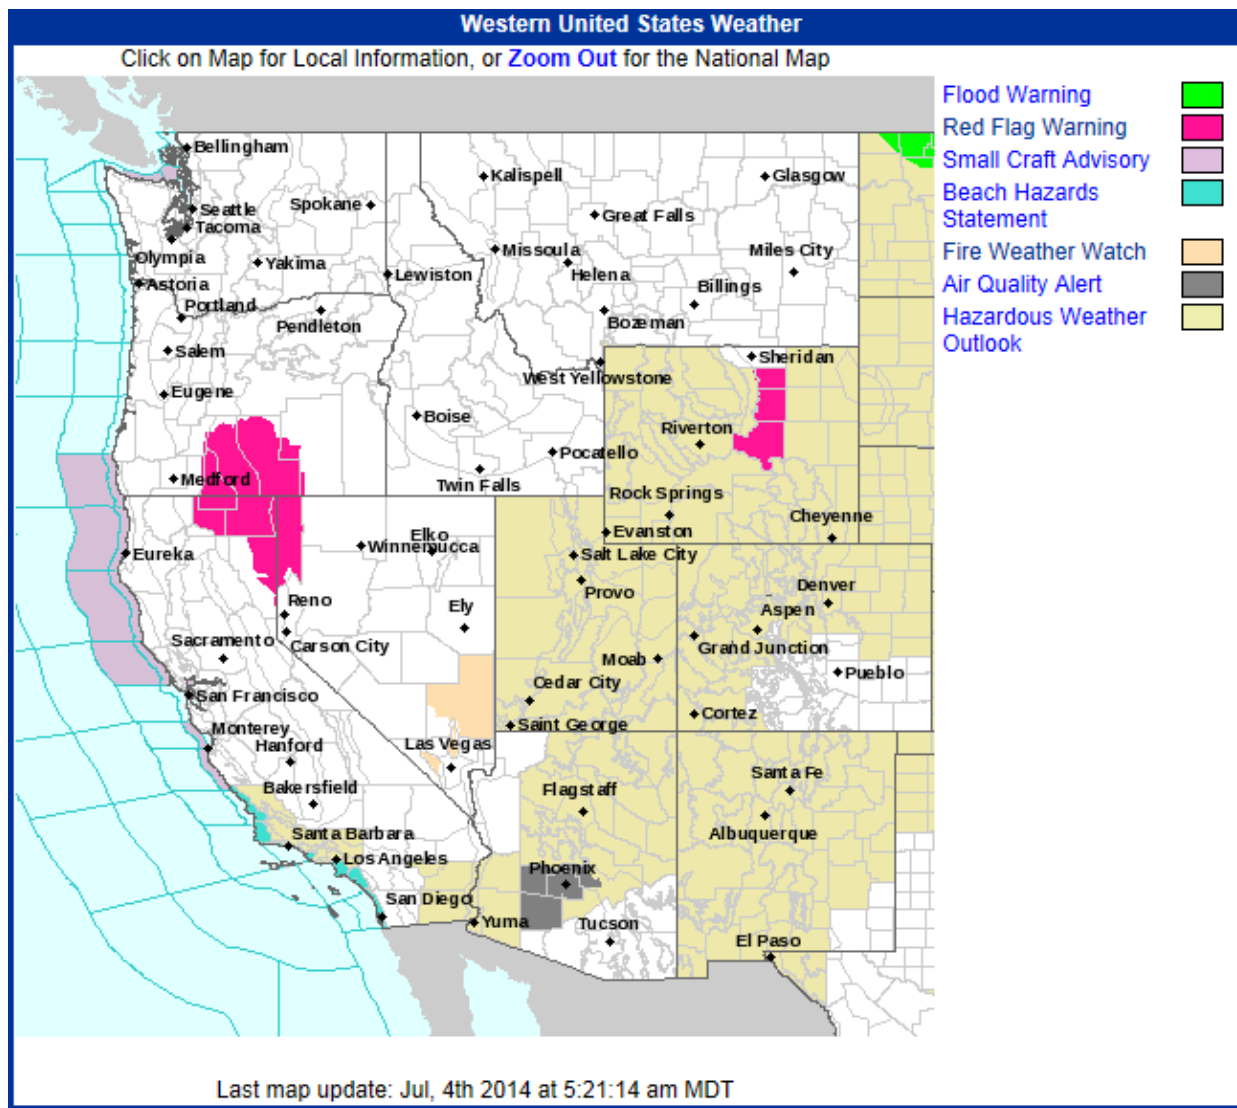 Western United States Weather
Click on Map for Local Information, or Zoom Out for the National Map
Flood Warning
Red Flag Warning
Small Craft Advisory
Beach Hazards
Statement
Fire Weather Watch
Air Quality Alert
Hazardous Weather
Outlook
Bellingham
Kalispell
Glasgow
Seattle
Spokane
Great Falls
Tacoma
Olympia
Yakima
Missoula
Miles City
Lewiston
Helena
Astoria
Billings
Portland
Pendleton
Bozeman
Salem
Sheridan
West Yellowstone
Eugene
Boise
Riverton
Pocatello
Medford
Twin Falls
Rock Springs
Cheyenne
Evanston
Elko
Winnemucca
Eureka
Salt Lake City
Provo
Denver
Reno
Ely
Aspen
Sacramento
Carson City
Grand Junction
Moab
Pueblo
Cedar City
San Francisco
Cortez
Saint George
Monterey
Hanford
Las Vegas
Santa Fe
Bakersfield
Flagstaff
Santa Barbara
Albuquerque
Los Angeles
Phoenix
San Diego
Yuma
Tucson
El Paso
Last map update: Jul, 4th 2014 at 5:21:14 am MDT